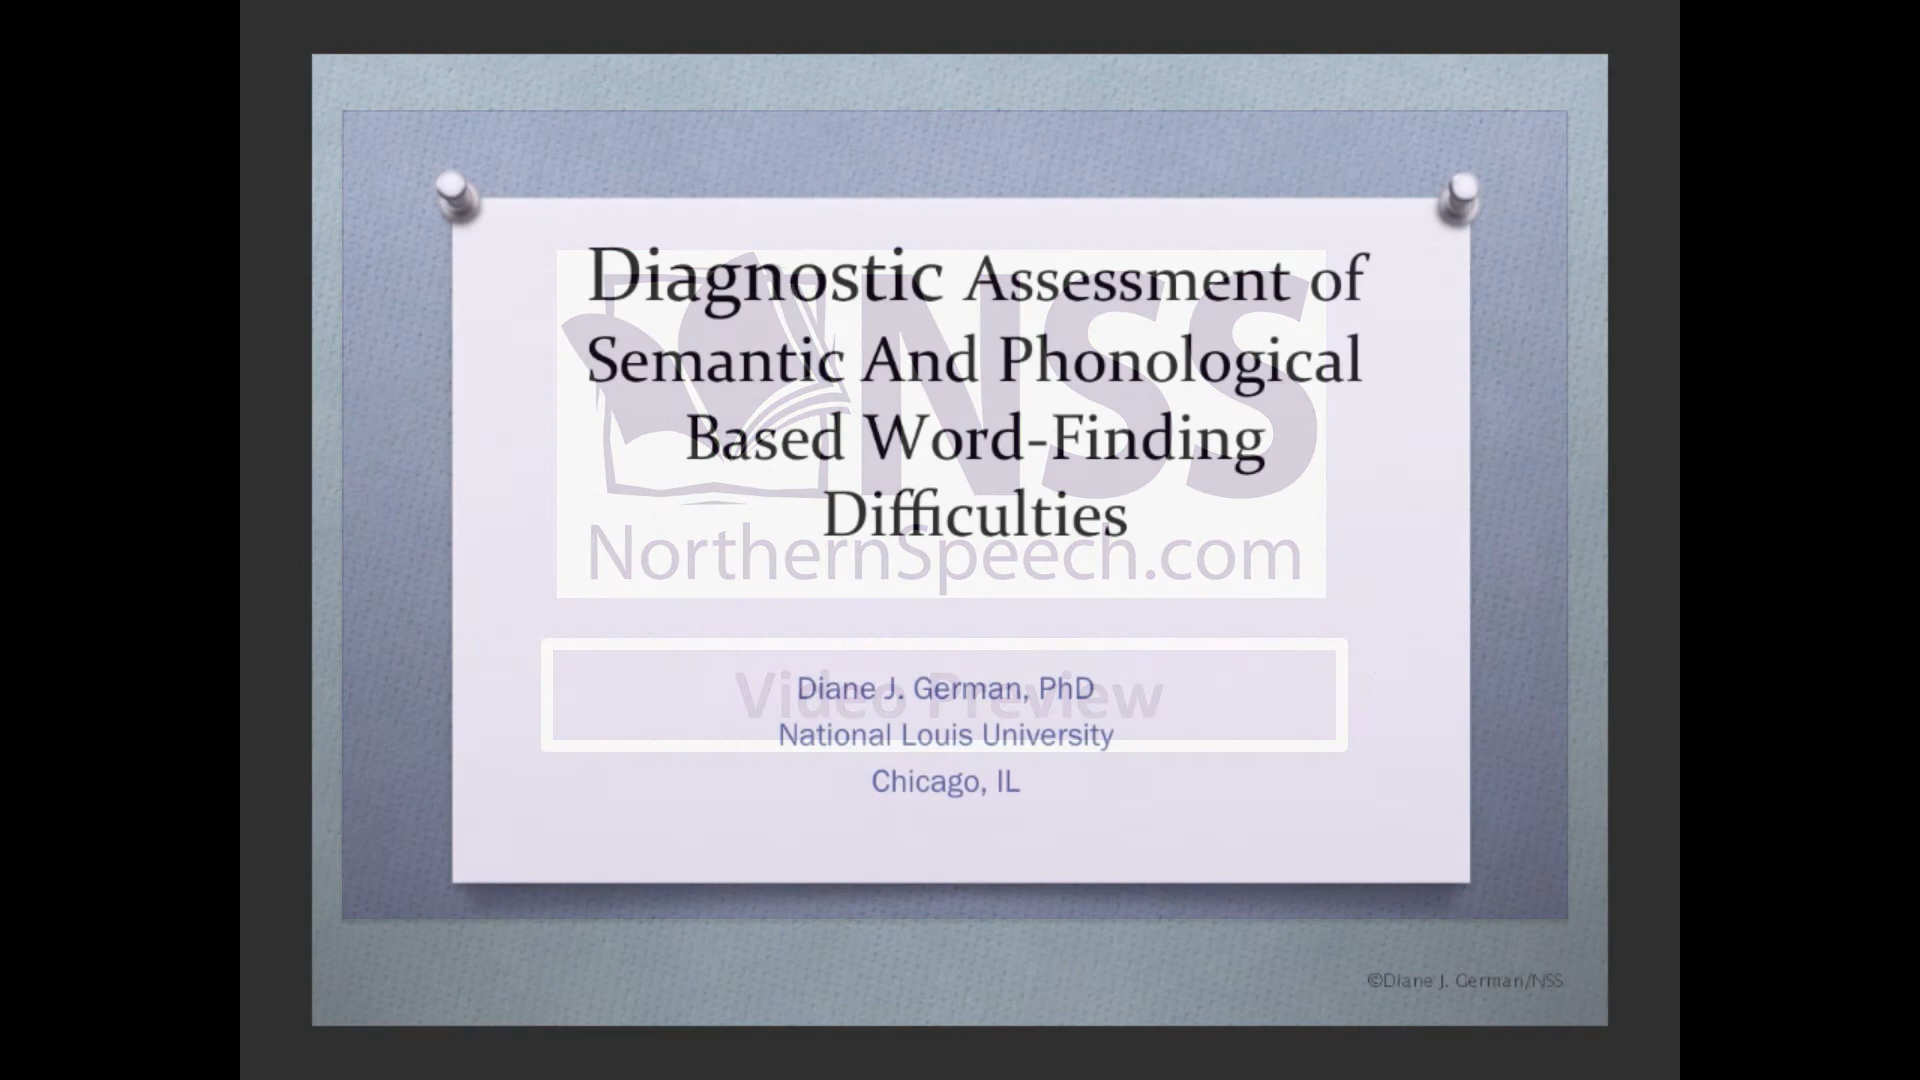 Diagnostic Assessment of
Semantic And Phonological
Based Word-Finding
Difficulties
NSS
NorthernSpeech.com
Video Preview
Diane J. German, PhD
National Louis University
Chicago, IL
©Diane J. German/NSS